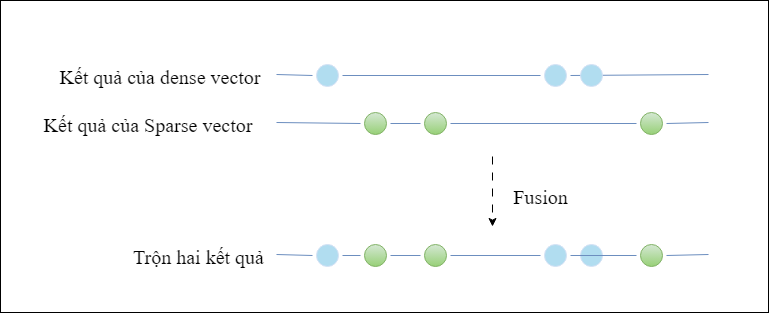 Kết quả của dense vector
Kết quả của Sparse vector
Fusion
Trộn hai kết quả